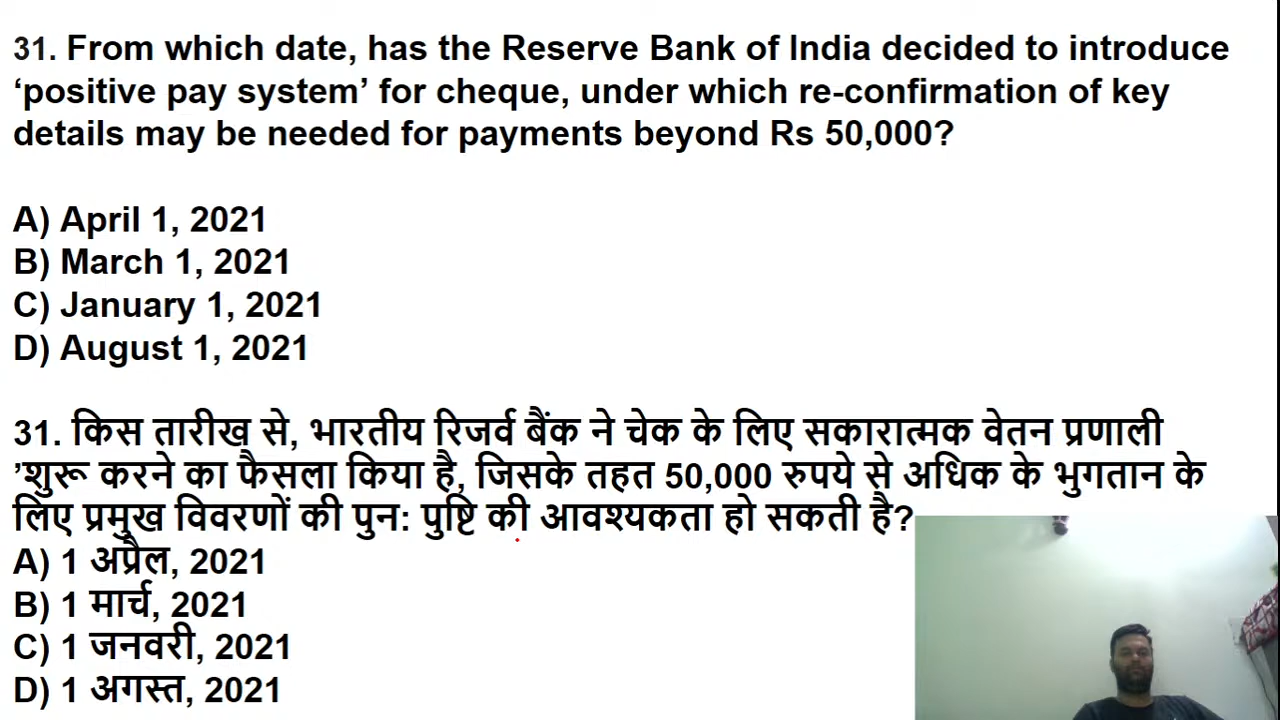 31. From which date, has the Reserve Bank of India decided to introduce
‘positive pay system’ for cheque, under which re-confirmation of key
details may be needed for payments beyond Rs 50,000?
A) April 1, 2021
B) March 1, 2021
C) January 1, 2021
D) August 1, 2021
31. किस तारीख से, भारतीय रिजर्व बैंक ने चेक के लिए सकारात्मक वेतन प्रणाली
’शुरू करने का फैसला किया है, जिसके तहत 50,000 रुपये से अधिक के भुगतान के
लिए प्रमुख विवरणों की पुन: पुष्टि की आवश्यकता हो सकती है?
A) 1 अप्रैल, 2021
B) 1 मार्च, 2021
C) 1 जनवरी, 2021
D) 1 अगस्त, 2021